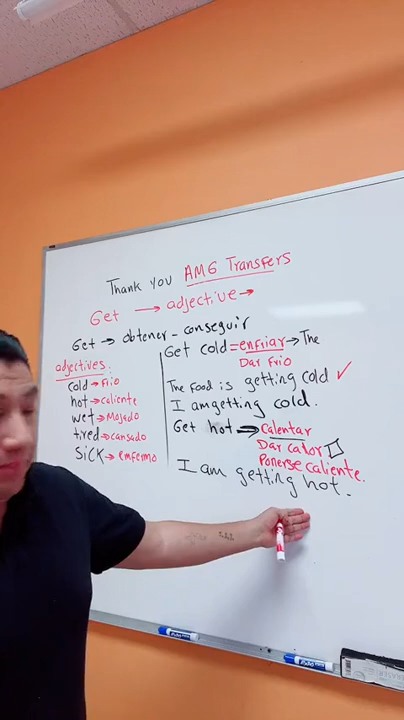 Thank you AMG Transfers
Get → adjective →
Get → obtener - conseguir
adjectives:
cold → Frio
hot → caliente
wet → Mojado
tired → cansado
SiCK → enfermo
Get cold = enfriar → The
Dar Frio
The Food is getting cold ✓
I am getting cold.
Get hot → Calentar
Dar calor
Ponerse caliente.
I am getting hot.
EXPO
EXPO